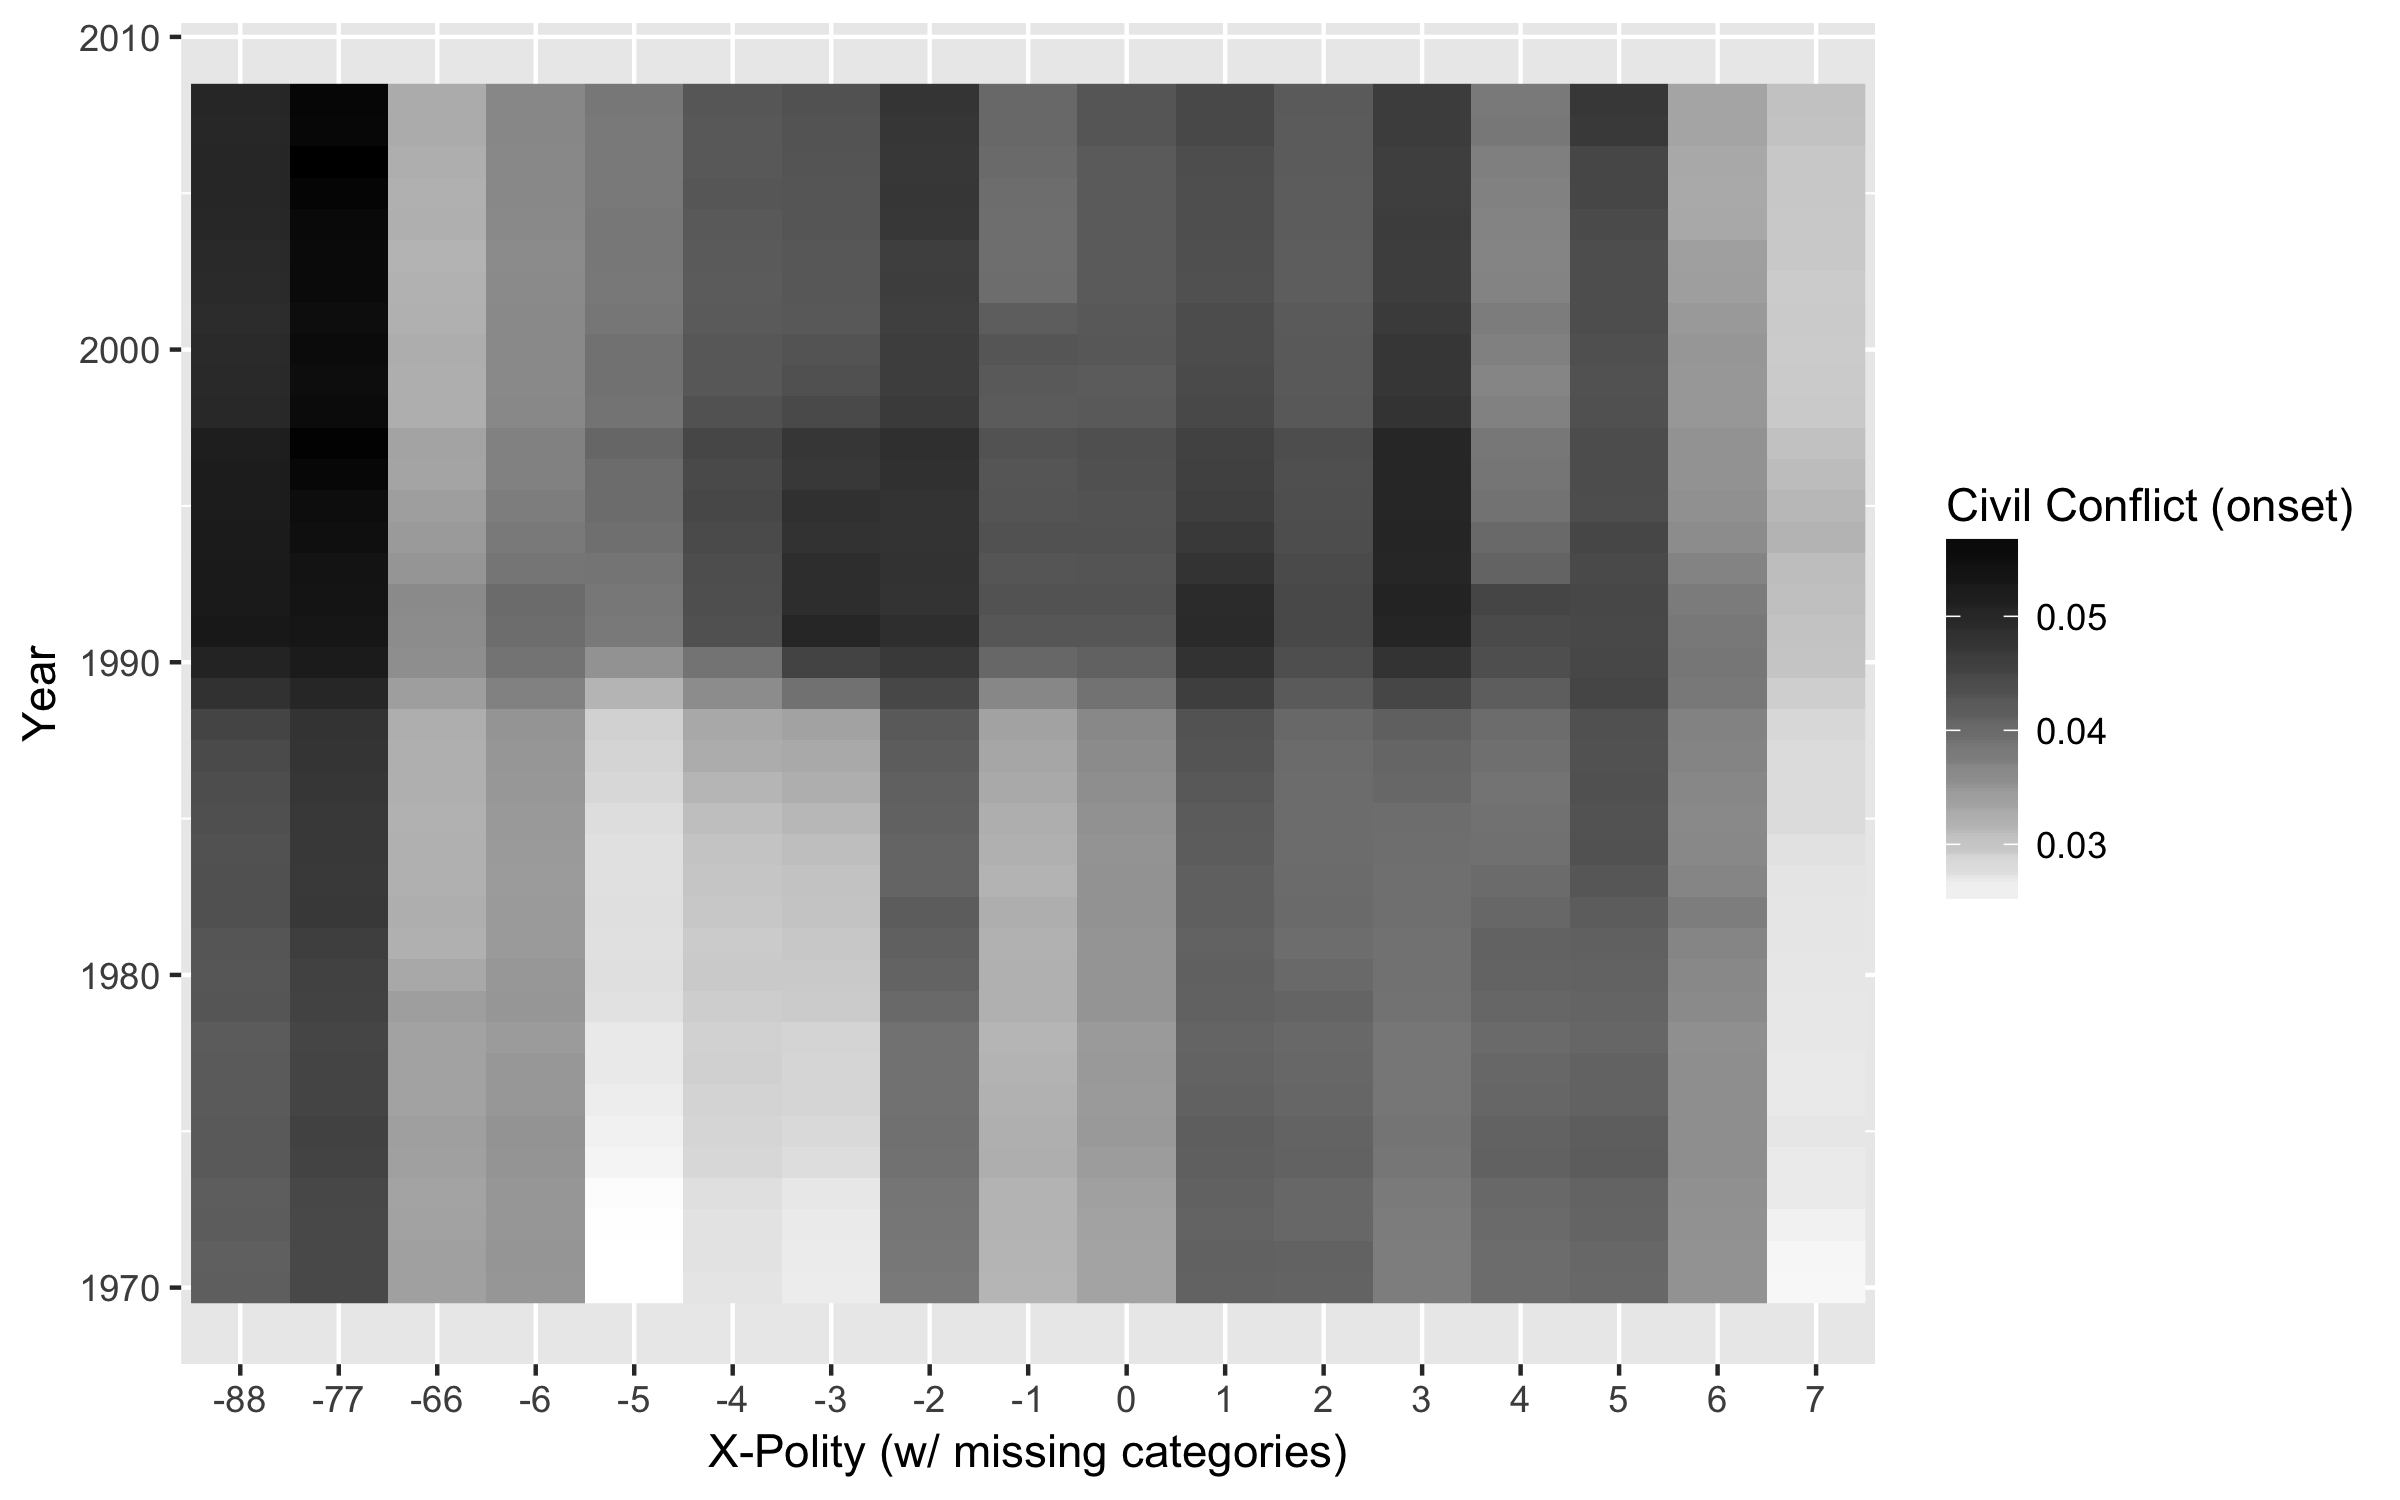 2010
2000
1990
1980
1970
Year
-88 -77 -66 -6 -5 -4 -3 -2 -1 0 1 2 3 4 5 6 7
X-Polity (w/ missing categories)
Civil Conflict (onset)
0.05
0.04
0.03